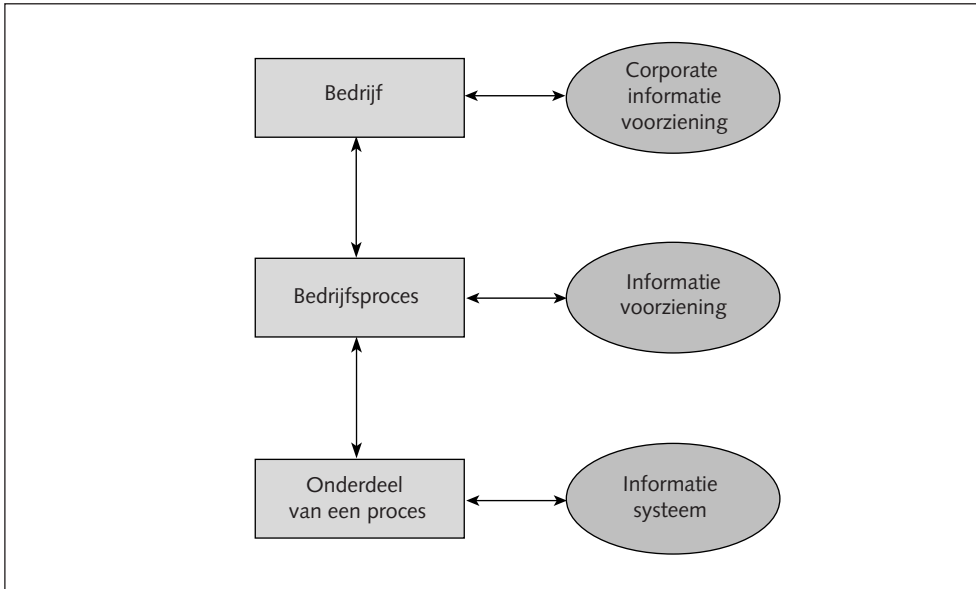 Bedrijf
Corporate
informatie
voorziening
Bedrijfsproces
Informatie
voorziening
Onderdeel
van een proces
Informatie
systeem